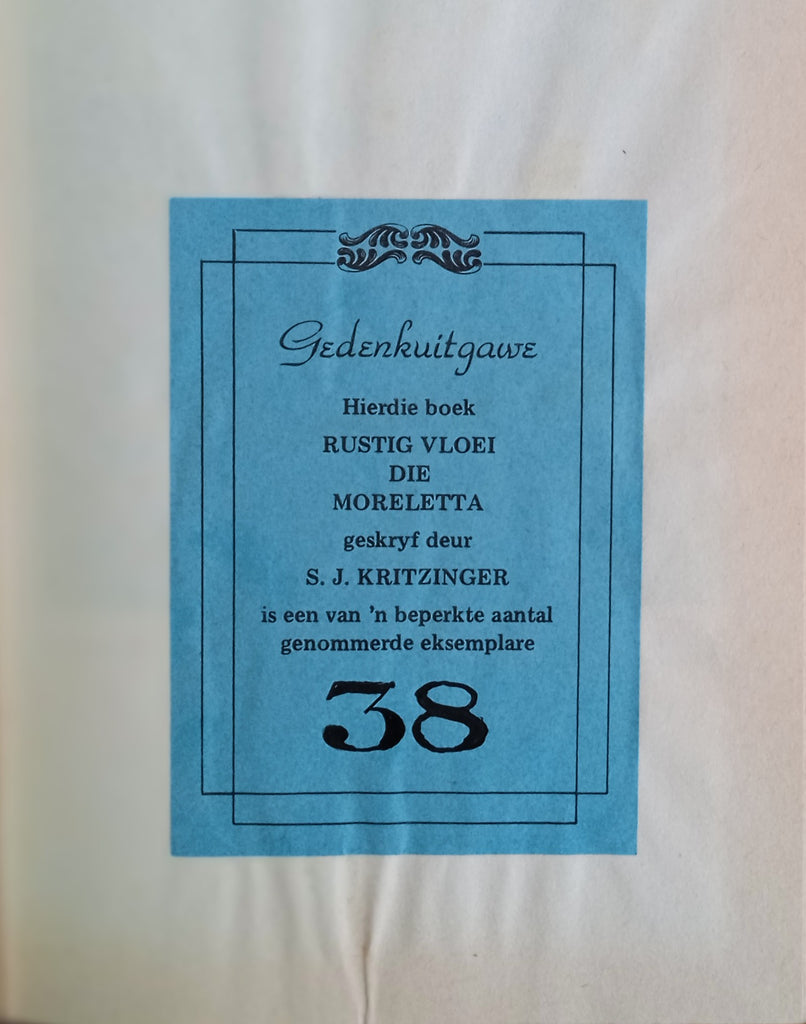 Gedenkuitgawe
Hierdie boek
RUSTIG VLOEI
DIE
MORELETTA
geskryf deur
S. J. KRITZINGER
is een van 'n beperkte aantal
genommerde eksemplare
38